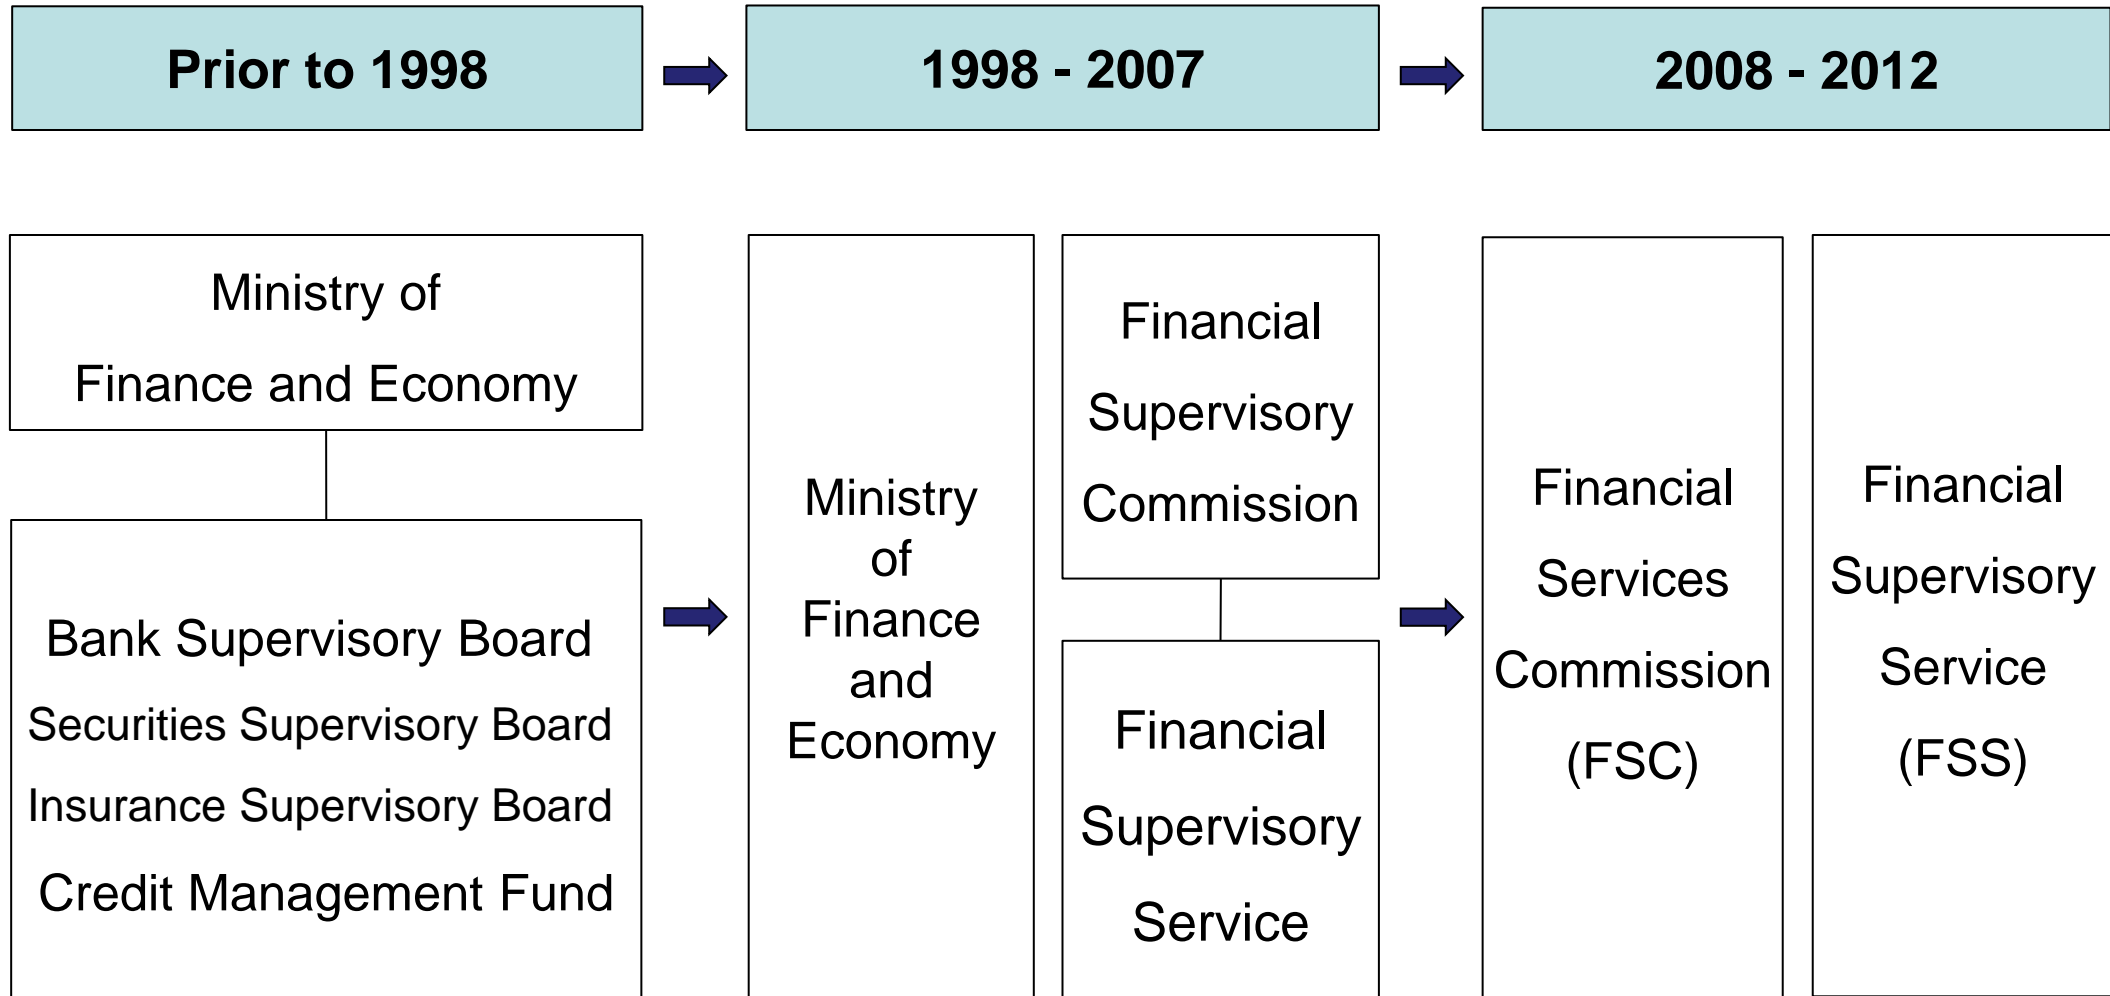 Prior to 1998
1998 - 2007
2008 - 2012
Ministry of
Finance and Economy
Bank Supervisory Board
Securities Supervisory Board
Insurance Supervisory Board
Credit Management Fund
Ministry
of
Finance
and
Economy
Financial
Supervisory
Commission
Financial
Supervisory
Service
Financial
Services
Commission
(FSC)
Financial
Supervisory
Service
(FSS)